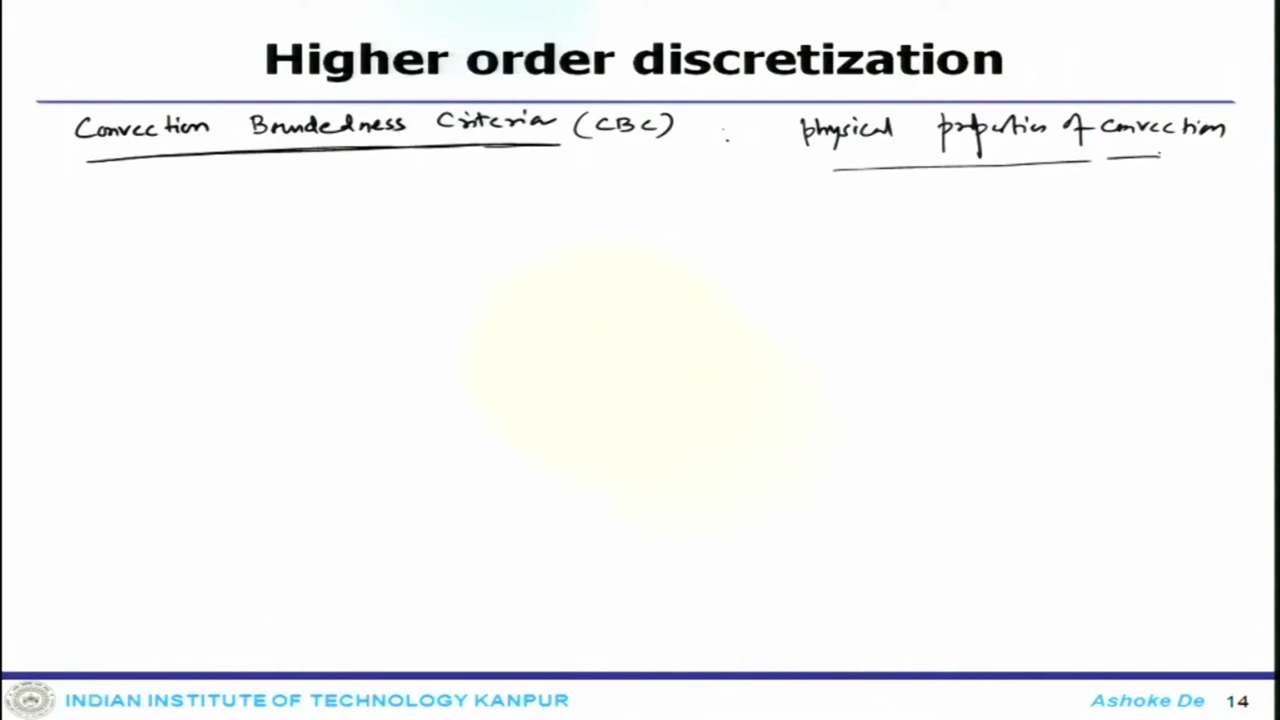 Higher order discretization
Convection Boundedness Criteria (CBC) : physical properties of convection
INDIAN INSTITUTE OF TECHNOLOGY KANPUR
Ashoke De 14